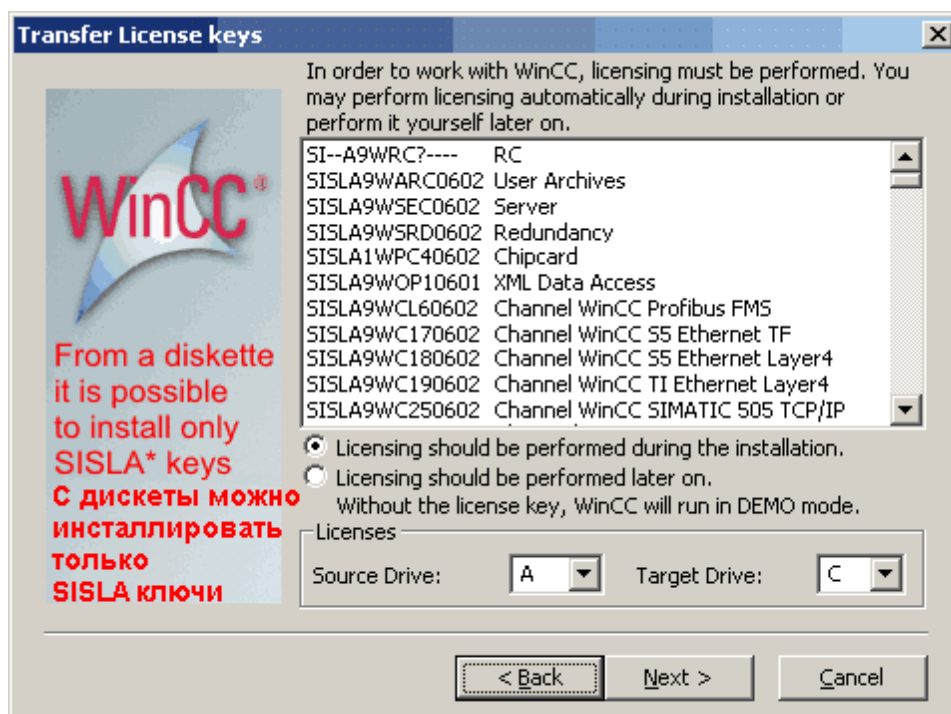 Transfer License keys
In order to work with WinCC, licensing must be performed. You
may perform licensing automatically during installation or
perform it yourself later on.
SI--A9WRC?---- RC
SISLA9WARC0602 User Archives
SISLA9WSEC0602 Server
SISLA9WSRD0602 Redundancy
SISLA1WPC40602 Chipcard
SISLA9WOP10601 XML Data Access
SISLA9WCL60602 Channel WinCC Profibus FMS
SISLA9WC170602 Channel WinCC S5 Ethernet TF
SISLA9WC180602 Channel WinCC S5 Ethernet Layer4
SISLA9WC190602 Channel WinCC TI Ethernet Layer4
SISLA9WC250602 Channel WinCC SIMATIC 505 TCP/IP
WinCC®
From a diskette
it is possible
to install only
SISLA* keys
С дискеты можно
инсталлировать
только
SISLA ключи
Licensing should be performed during the installation.
Licensing should be performed later on.
Without the license key, WinCC will run in DEMO mode.
Licenses
Source Drive: A Target Drive: C
< Back Next > Cancel